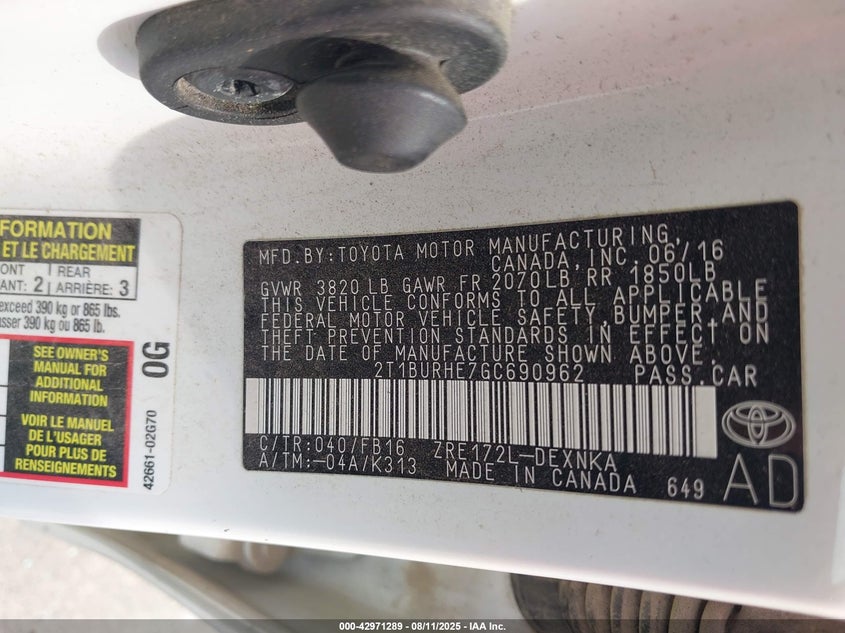 FORMATION
ET LE CHARGEMENT
ONT
ANT: 2
REAR
ARRIÈRE: 3
exceed 390 kg or 865 lbs.
asser 390 kg ou 865 lb.
SEE OWNER'S
MANUAL FOR
ADDITIONAL
INFORMATION
VOIR LE MANUEL
DE L'USAGER
POUR PLUS DE
RENSEIGNEMENTS
0G
42661-02G70
MFD.BY:TOYOTA MOTOR MANUFACTURING,
CANADA, INC. 06/16
GVWR 3820 LB GAWR FR 2070LB RR 1850LB
THIS VEHICLE CONFORMS TO ALL APPLICABLE
FEDERAL MOTOR VEHICLE SAFETY, BUMPER, AND
THEFT PREVENTION STANDARDS IN EFFECT ON
THE DATE OF MANUFACTURE SHOWN ABOVE.
2T1BURHE7GC690962 PASS.CAR
C/TR:040/FB16 ZRE172L-DEXNKA
A/TM:-04A/K313 MADE IN CANADA 649
AD
000-42971289 - 08/11/2025 - IAA Inc.